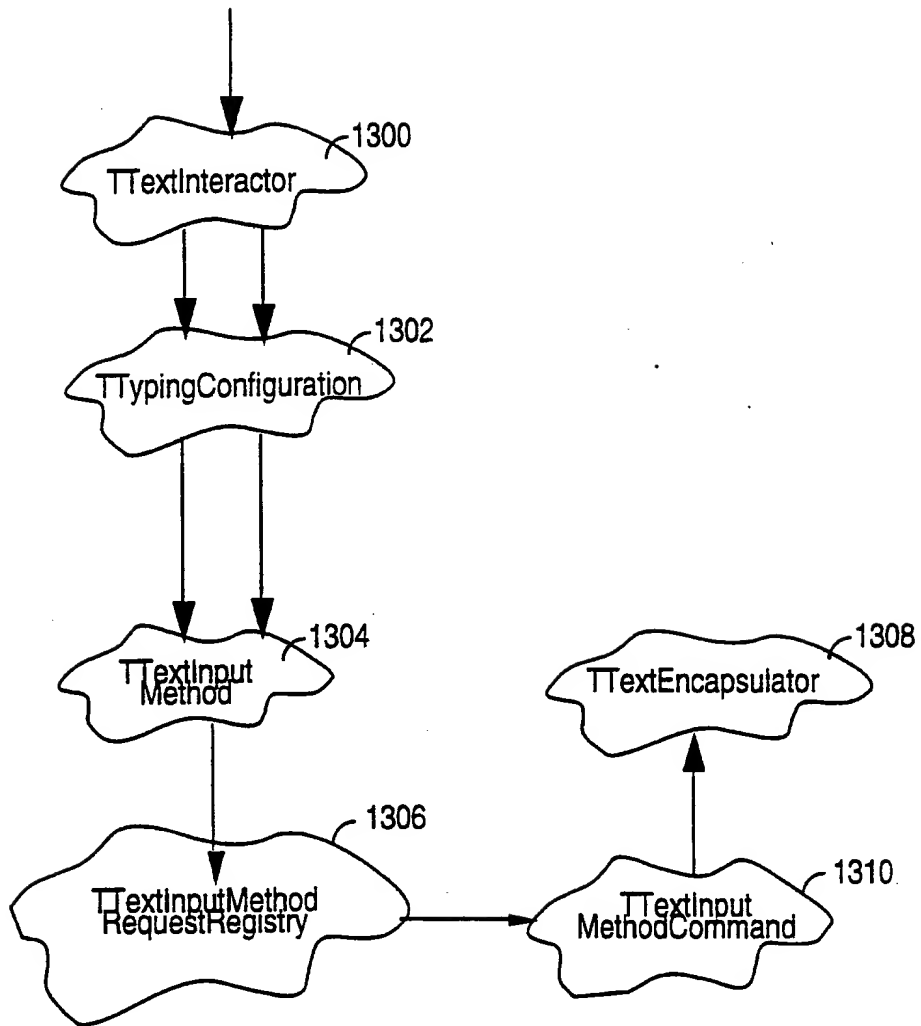 1300
TTextInteractor
1302
TTypingConfiguration
1304
TTextInput
Method
1308
TTextEncapsulator
1306
TTextInputMethod
RequestRegistry
1310
TTextInput
MethodCommand